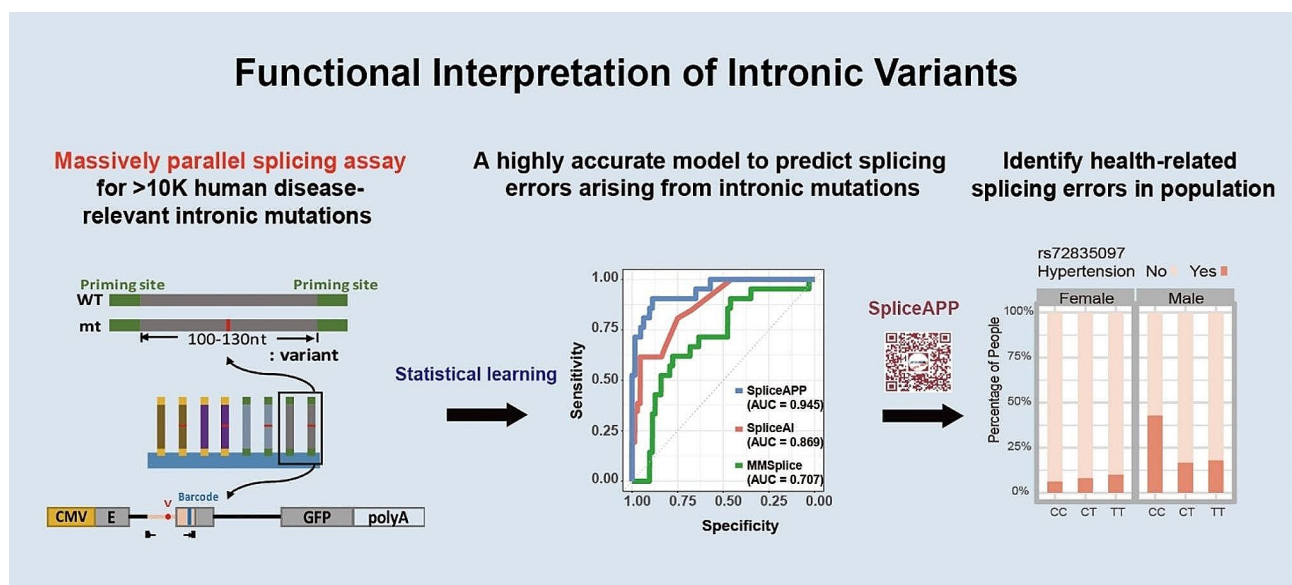 Functional Interpretation of Intronic Variants
Massively parallel splicing assay
for >10K human disease-
relevant intronic mutations
Priming site
Priming site
WT
mt
100-130nt
: variant
v
Barcode
CMV
E
GFP
polyA
Statistical learning
A highly accurate model to predict splicing
errors arising from intronic mutations
Sensitivity
1.00
0.75
0.50
0.25
0.00
SpliceAPP
(AUC = 0.945)
SpliceAI
(AUC = 0.869)
MMSplice
(AUC = 0.707)
1.00
0.75
0.50
0.25
0.00
Specificity
SpliceAPP
Identify health-related
splicing errors in population
rs72835097
Hypertension No Yes
Female
Male
Percentage of People
100%
75%
50%
25%
0%
CC CT TT
CC CT TT